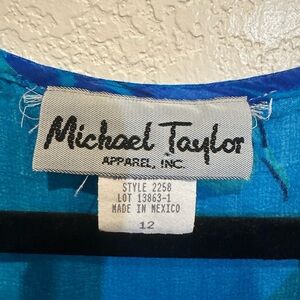 Michael Taylor
APPAREL, INC.
STYLE 2258
LOT 13863-1
MADE IN MEXICO
12